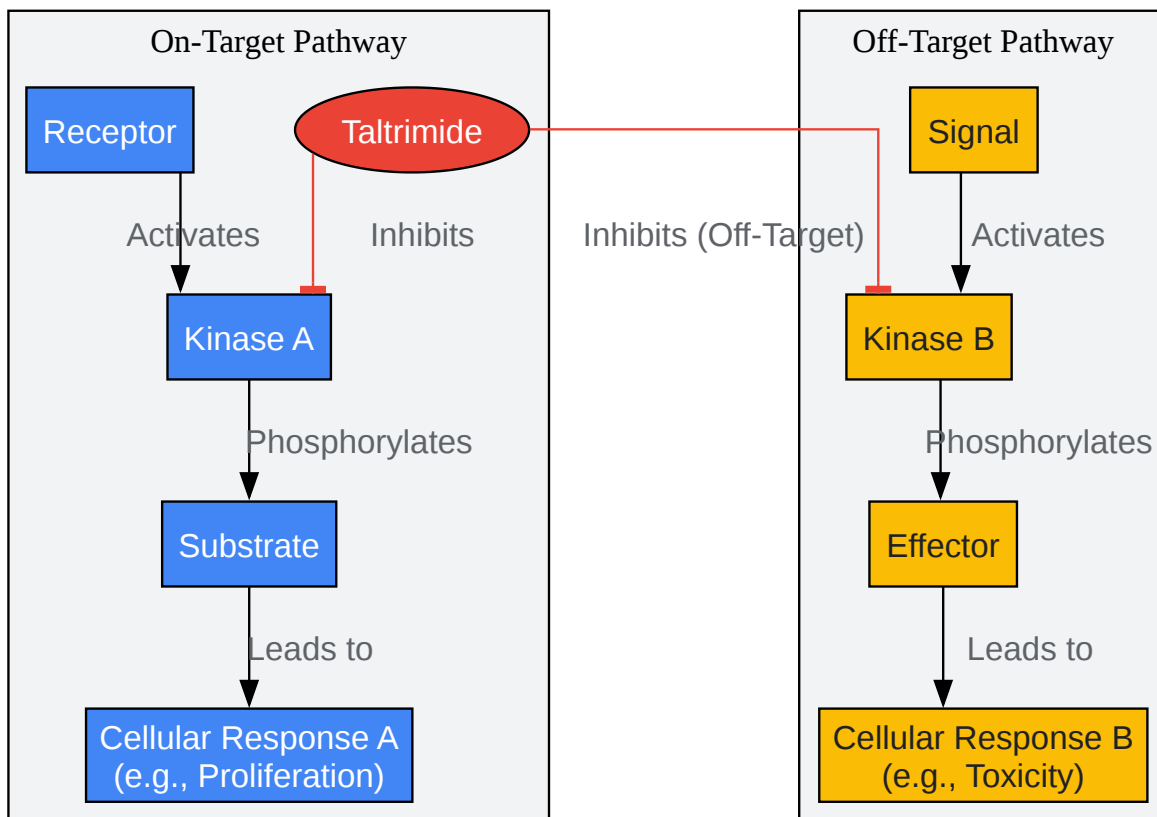 On-Target Pathway
Off-Target Pathway
Receptor
Taltrimide
Signal
Activates
Inhibits
Inhibits (Off-Target)
Activates
Kinase A
Kinase B
Phosphorylates
Phosphorylates
Substrate
Effector
Leads to
Leads to
Cellular Response A
(e.g., Proliferation)
Cellular Response B
(e.g., Toxicity)